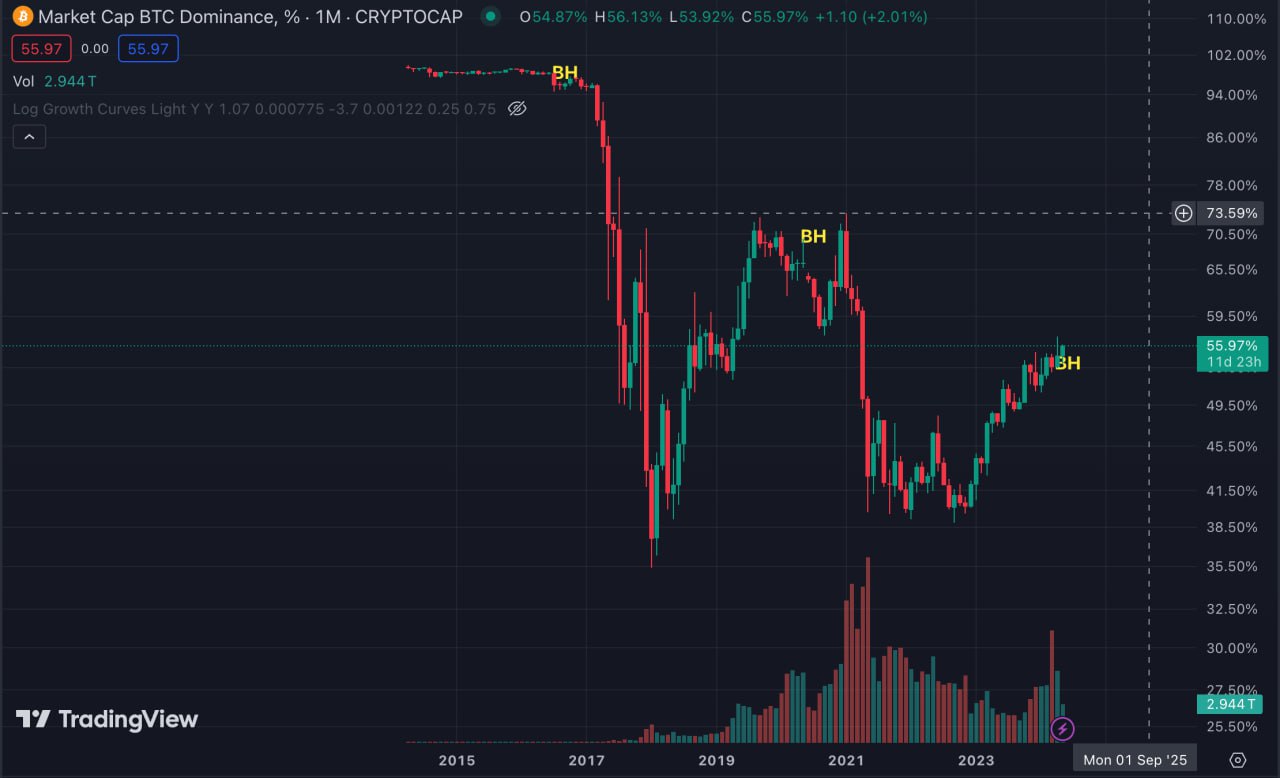 Market Cap BTC Dominance, % · 1M · CRYPTOCAP O54.87% H56.13% L53.92% C55.97% +1.10 (+2.01%)
55.97 0.00 55.97
Vol 2.944T
Log Growth Curves Light Y Y 1.07 0.000775 -3.7 0.00122 0.25 0.75
BH
BH
BH
110.00%
102.00%
94.00%
86.00%
78.00%
73.59%
70.50%
65.50%
59.50%
55.97%
11d 23h
49.50%
45.50%
41.50%
38.50%
35.50%
32.50%
30.00%
27.50%
2.944T
25.50%
TradingView
2015 2017 2019 2021 2023 Mon 01 Sep '25